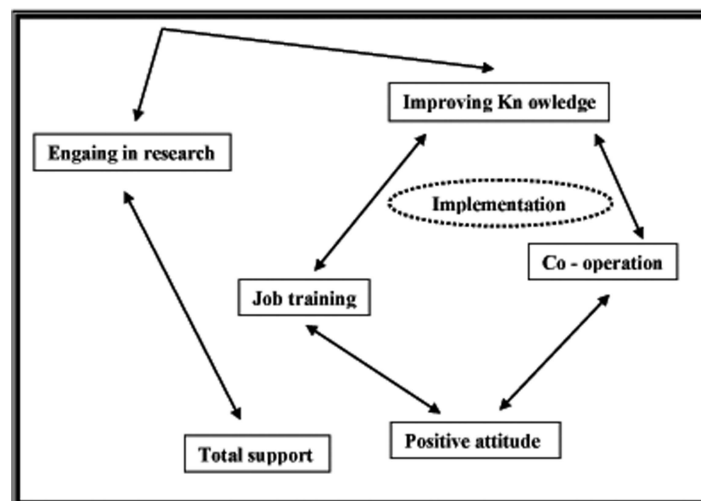 Improving Kn owledge
Engaing in research
Implementation
Co - operation
Job training
Positive attitude
Total support